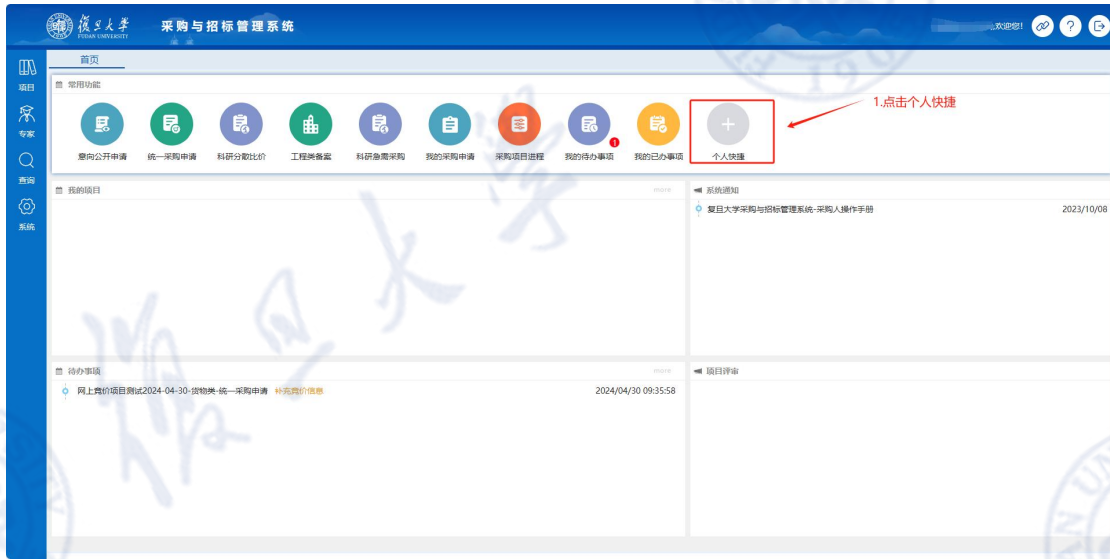 復旦大學
FUDAN UNIVERSITY
采购与招标管理系统
,欢迎您!
?
项目
专家
查询
系统
首页
常用功能
意向公开申请
统一采购申请
科研分散比价
工程类备案
科研急需采购
我的采购申请
采购项目进程
我的待办事项
1
我的已办事项
个人快捷
1.点击个人快捷
我的项目
more
系统通知
复旦大学采购与招标管理系统-采购人操作手册
2023/10/08
待办事项
more
网上竞价项目测试2024-04-30-货物类-统一采购申请
补充竞价信息
2024/04/30 09:35:58
项目评审
復旦大學